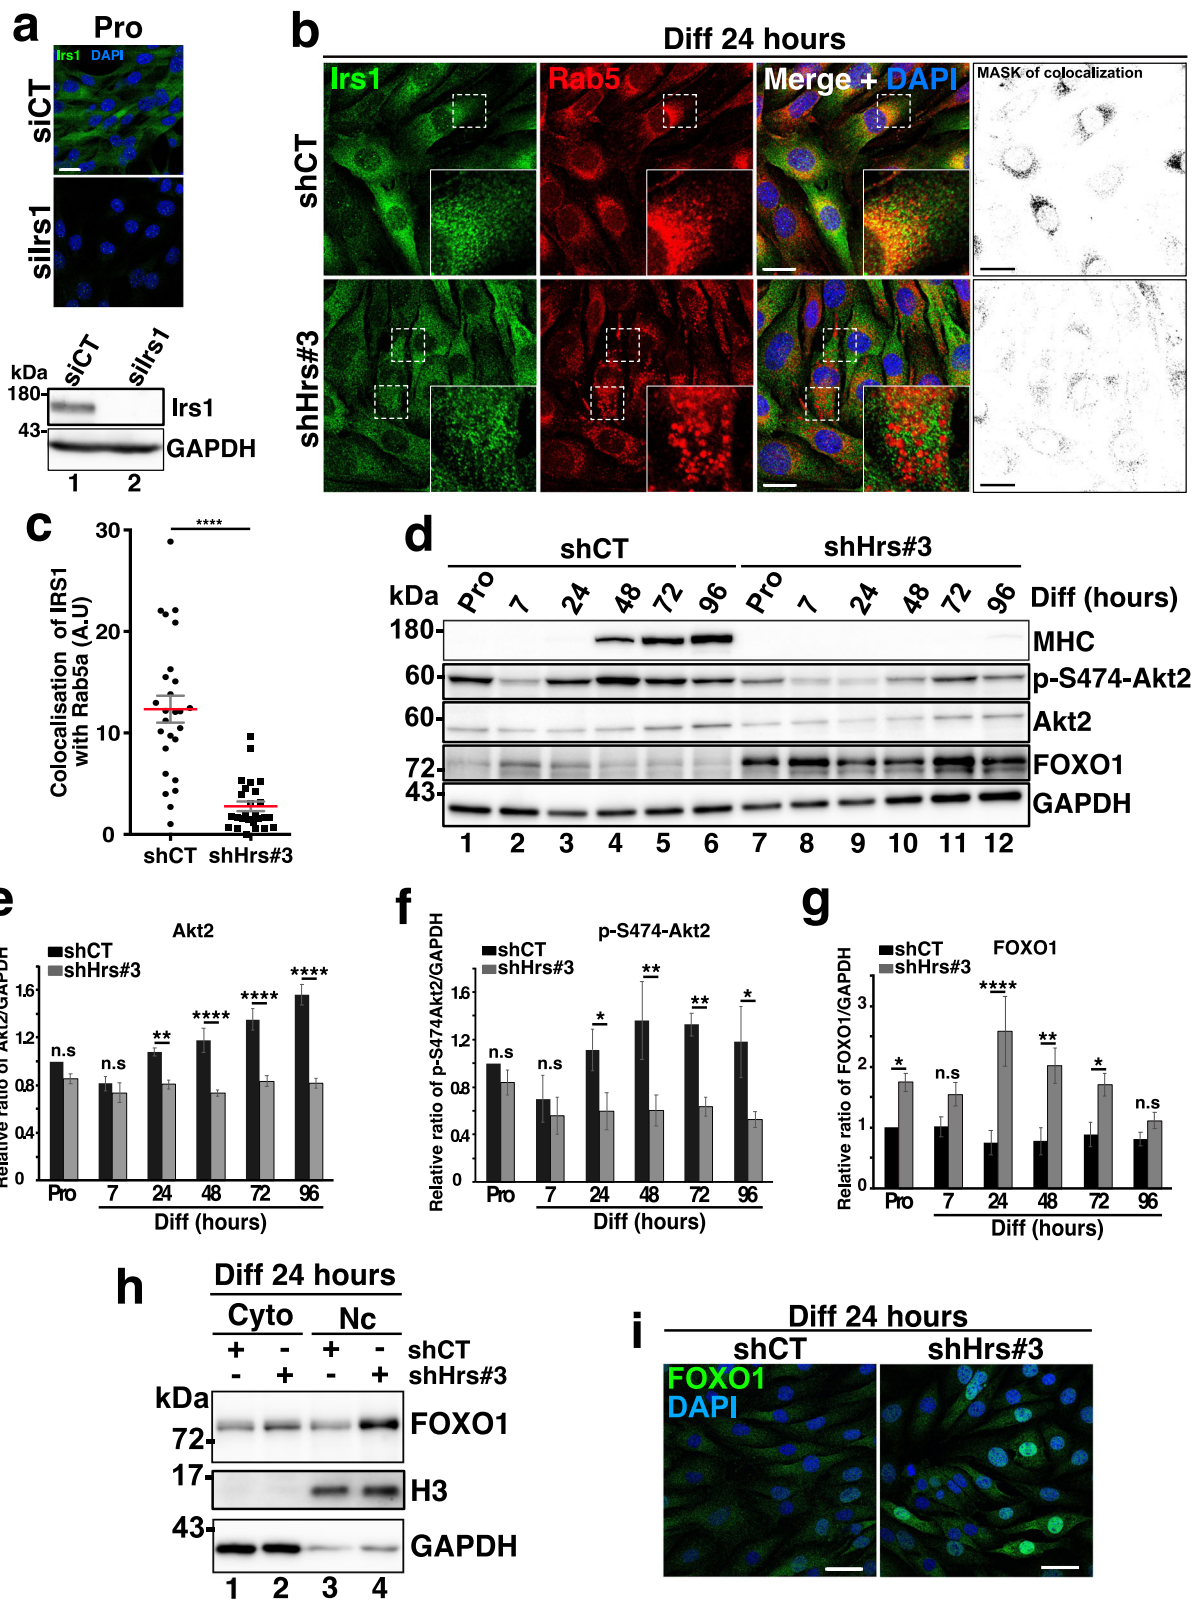 a
Pro
Irs1 DAPI
siCT
siIrs1
siCT siIrs1
kDa
180
Irs1
43
GAPDH
1 2
b
Diff 24 hours
Irs1 Rab5 Merge + DAPI MASK of colocalization
shCT
shHrs#3
c
Colocalisation of IRS1
with Rab5a (A.U)
30
20
10
0
****
shCT shHrs#3
d
shCT shHrs#3
kDa Pro 7 24 48 72 96 Pro 7 24 48 72 96 Diff (hours)
180 MHC
60 p-S474-Akt2
60 Akt2
72 FOXO1
43 GAPDH
1 2 3 4 5 6 7 8 9 10 11 12
e
Akt2
shCT
shHrs#3
Relative ratio of Akt2/GAPDH
1.6
1.2
0.8
0.4
0
n.s n.s ** **** **** ****
Pro 7 24 48 72 96
Diff (hours)
f
p-S474-Akt2
shCT
shHrs#3
Relative ratio of p-S474Akt2/GAPDH
1.6
1.2
0.8
0.4
0
n.s n.s * ** ** *
Pro 7 24 48 72 96
Diff (hours)
g
FOXO1
shCT
shHrs#3
Relative ratio of FOXO1/GAPDH
3
2
1
0
* n.s **** ** * n.s
Pro 7 24 48 72 96
Diff (hours)
h
Diff 24 hours
Cyto Nc
+ - + - shCT
- + - + shHrs#3
kDa
FOXO1
72
17
H3
43
GAPDH
1 2 3 4
i
Diff 24 hours
shCT shHrs#3
FOXO1
DAPI